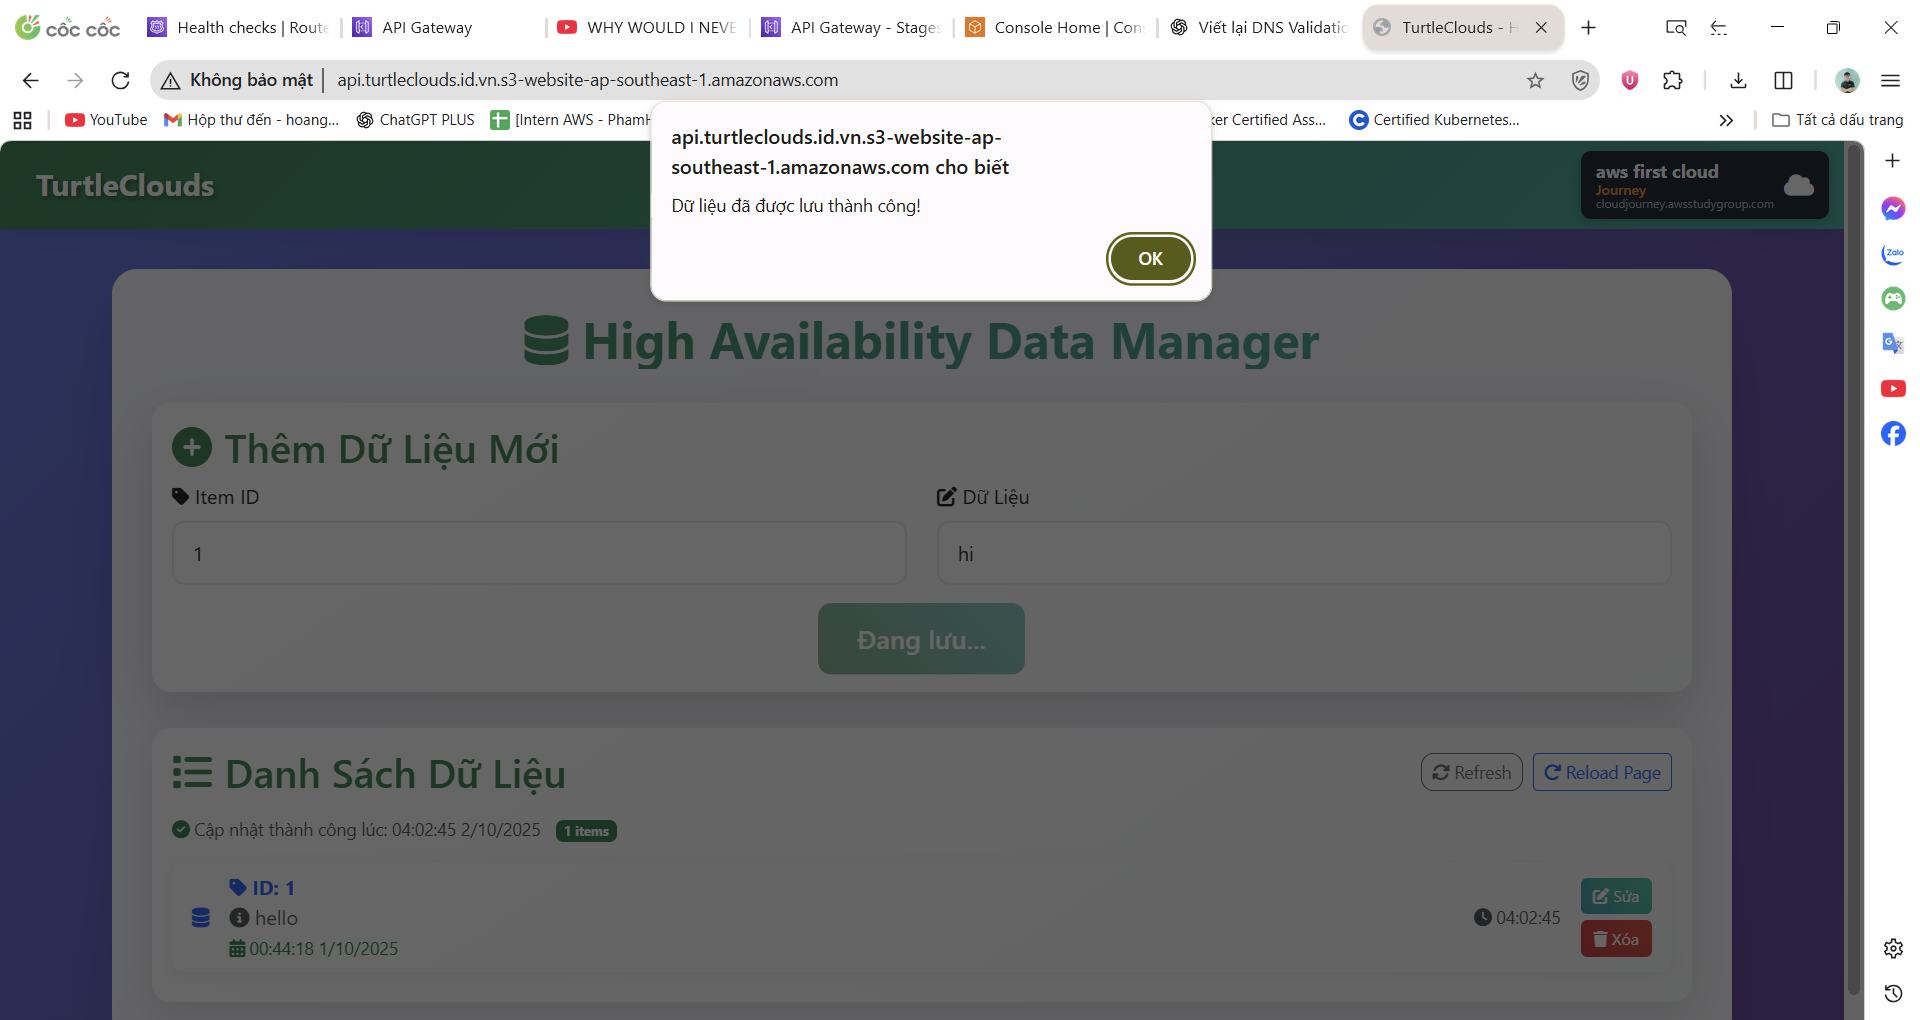 cốc cốc
Health checks | Route
API Gateway
WHY WOULD I NEVE
API Gateway - Stages
Console Home | Con
Viết lại DNS Validatio
TurtleClouds - H
Không bảo mật
api.turtleclouds.id.vn.s3-website-ap-southeast-1.amazonaws.com
YouTube
Hộp thư đến - hoang...
ChatGPT PLUS
[Intern AWS - PhamH
ker Certified Ass...
Certified Kubernetes...
Tất cả dấu trang
api.turtleclouds.id.vn.s3-website-ap-
southeast-1.amazonaws.com cho biết
Dữ liệu đã được lưu thành công!
OK
TurtleClouds
aws first cloud
Journey
cloudjourney.awsstudygroup.com
Zalo
High Availability Data Manager
Thêm Dữ Liệu Mới
Item ID
Dữ Liệu
1
hi
Đang lưu...
Danh Sách Dữ Liệu
Refresh
Reload Page
Cập nhật thành công lúc: 04:02:45 2/10/2025
1 items
ID: 1
hello
00:44:18 1/10/2025
04:02:45
Sửa
Xóa